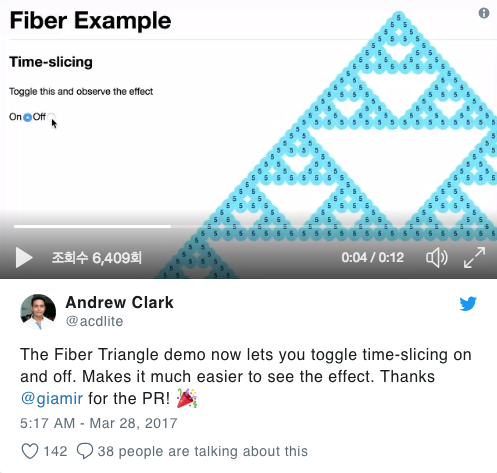 Fiber Example
Time-slicing
Toggle this and observe the effect
On Off
조회수 6,409회
0:04 / 0:12
Andrew Clark
@acdlite
The Fiber Triangle demo now lets you toggle time-slicing on
and off. Makes it much easier to see the effect. Thanks
@giamir for the PR! 🎉
5:17 AM - Mar 28, 2017
142 38 people are talking about this